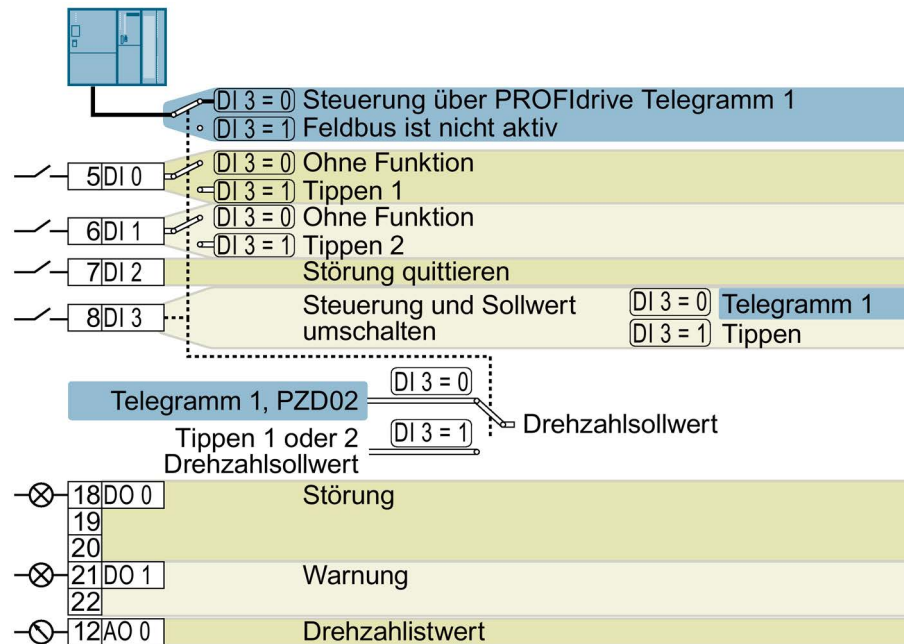 DI 3 = 0 Steuerung über PROFIdrive Telegramm 1
DI 3 = 1 Feldbus ist nicht aktiv
5 DI 0 DI 3 = 0 Ohne Funktion
DI 3 = 1 Tippen 1
6 DI 1 DI 3 = 0 Ohne Funktion
DI 3 = 1 Tippen 2
7 DI 2 Störung quittieren
8 DI 3 Steuerung und Sollwert
umschalten
DI 3 = 0 Telegramm 1
DI 3 = 1 Tippen
Telegramm 1, PZD02 DI 3 = 0
Drehzahlsollwert
Tippen 1 oder 2 DI 3 = 1
Drehzahlsollwert
18 DO 0 Störung
19
20
21 DO 1 Warnung
22
12 AO 0 Drehzahlistwert